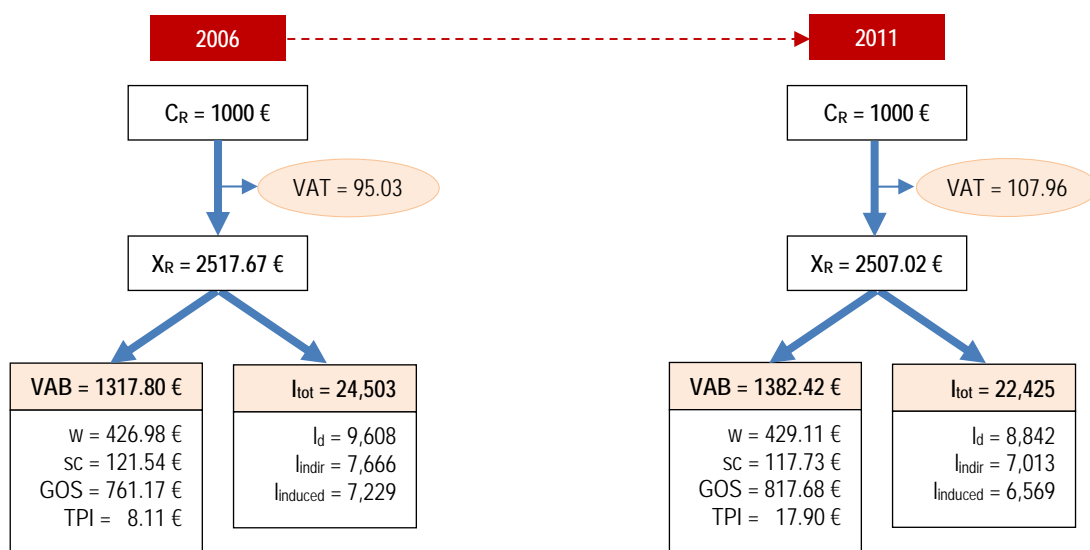 2006
2011
CR = 1000 €
CR = 1000 €
VAT = 95.03
VAT = 107.96
XR = 2517.67 €
XR = 2507.02 €
VAB = 1317.80 €
w = 426.98 €
sc = 121.54 €
GOS = 761.17 €
TPI = 8.11 €
Itot = 24,503
Id = 9,608
Iindir = 7,666
Iinduced = 7,229
VAB = 1382.42 €
w = 429.11 €
sc = 117.73 €
GOS = 817.68 €
TPI = 17.90 €
Itot = 22,425
Id = 8,842
Iindir = 7,013
Iinduced = 6,569